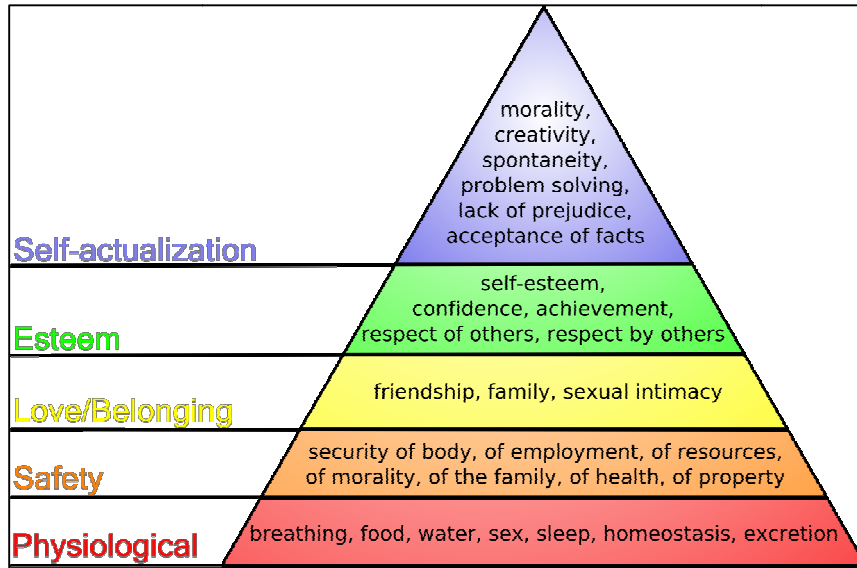 morality,
creativity,
spontaneity,
problem solving,
lack of prejudice,
acceptance of facts
Self-actualization
self-esteem,
confidence, achievement,
respect of others, respect by others
Esteem
friendship, family, sexual intimacy
Love/Belonging
security of body, of employment, of resources,
of morality, of the family, of health, of property
Safety
breathing, food, water, sex, sleep, homeostasis, excretion
Physiological